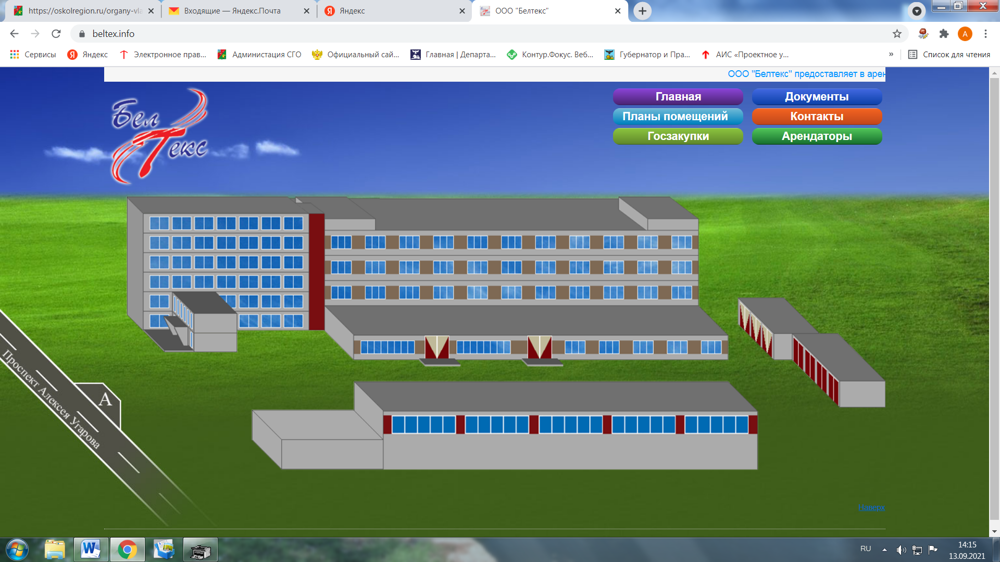 https://oskolregion.ru/organy-vla
Входящие — Яндекс.Почта
Яндекс
ООО "Белтекс"
beltex.info
A
Сервисы
Яндекс
Электронное прав...
Администация СГО
Официальный сай...
Главная | Департа...
Контур.Фокус. Веб...
Губернатор и Пра...
АИС «Проектное у...
»
Список для чтения
ООО "Белтекс" предоставляет в арен
Бел
Текс
Главная
Документы
Планы помещений
Контакты
Госзакупки
Арендаторы
А
Проспект Алексея Угарова
Наверх
RU
14:15
13.09.2021